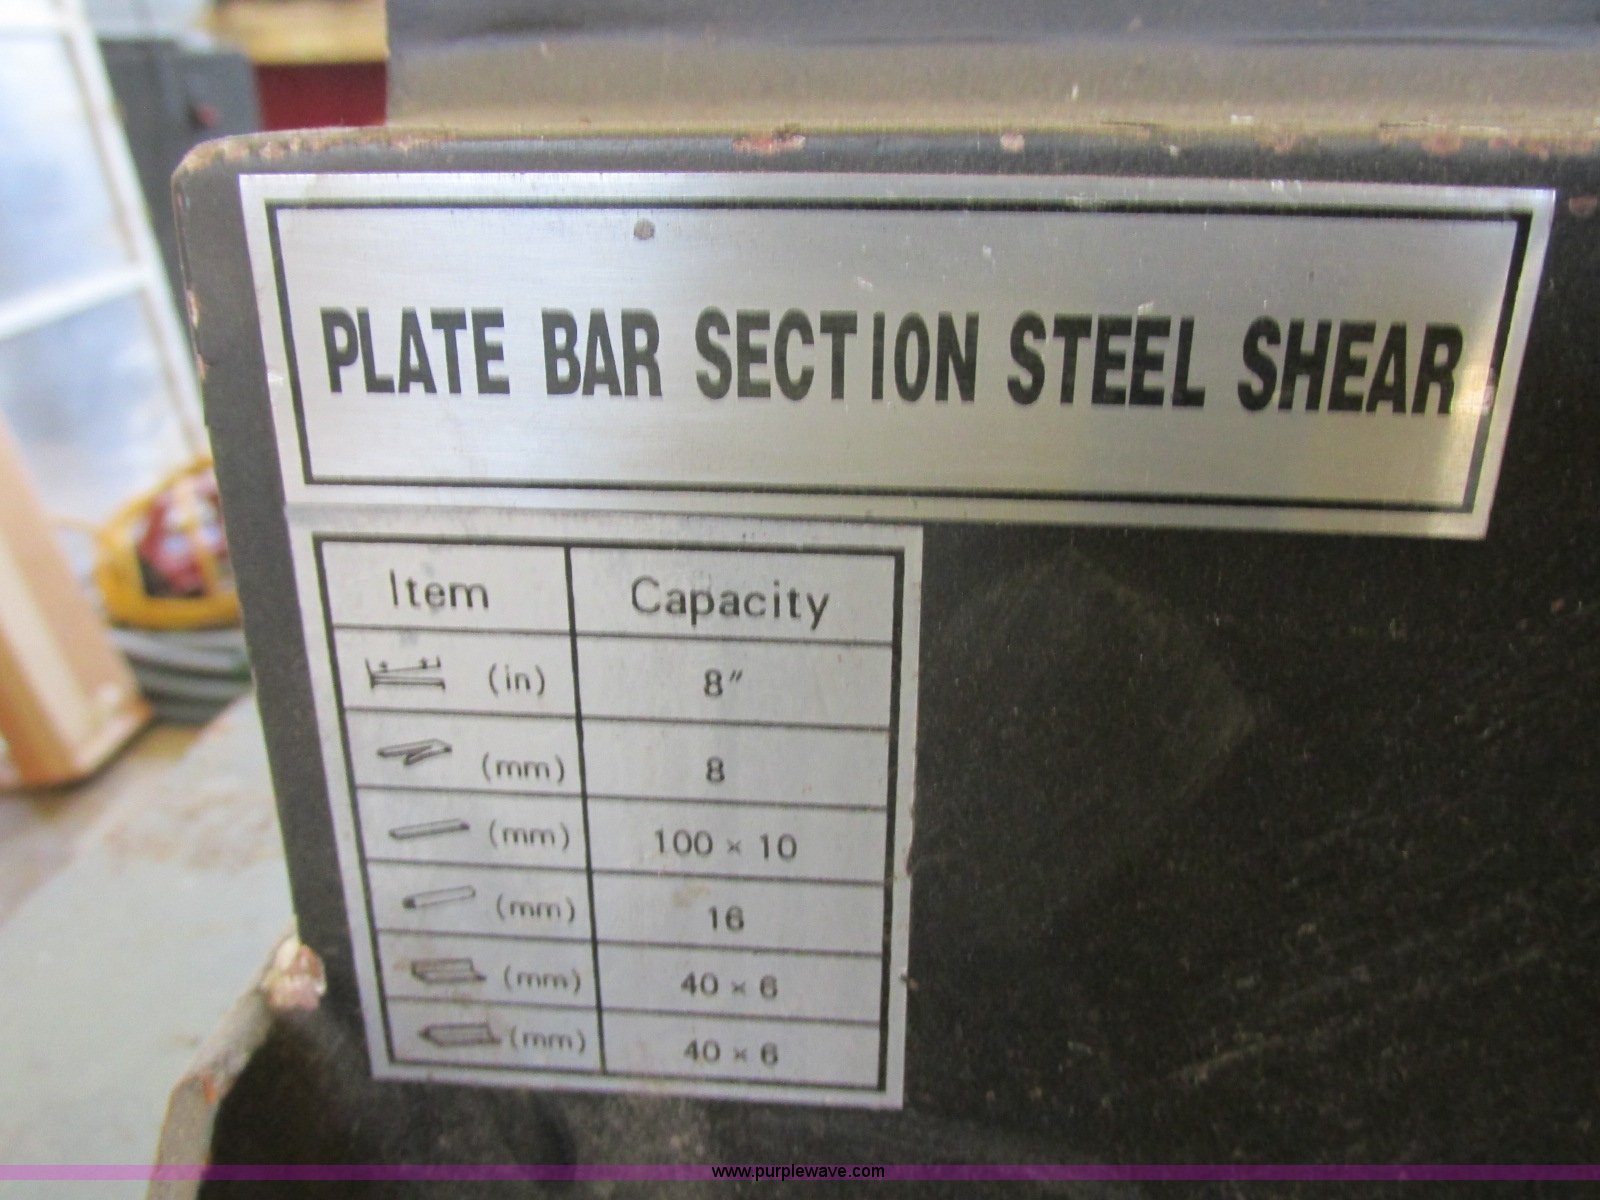 PLATE BAR SECTION STEEL SHEAR
Item Capacity
(in) 8"
(mm) 8
(mm) 100 × 10
(mm) 16
(mm) 40 × 6
(mm) 40 × 6
www.purplewave.com